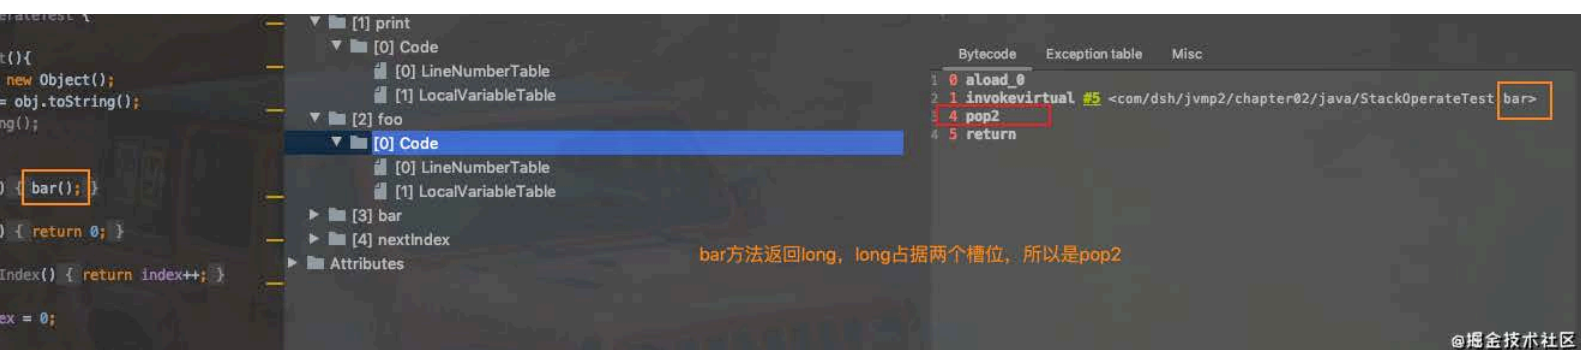 erateTest {
t(){
new Object();
= obj.toString();
ng();
) { bar(); }
) { return 0; }
Index() { return index++; }
ex = 0;
[1] print
[0] Code
[0] LineNumberTable
[1] LocalVariableTable
[2] foo
[0] Code
[0] LineNumberTable
[1] LocalVariableTable
[3] bar
[4] nextIndex
Attributes
Bytecode Exception table Misc
1 0 aload_0
2 1 invokevirtual #5 <com/dsh/jvmp2/chapter02/java/StackOperateTest bar>
3 4 pop2
4 5 return
bar方法返回long，long占据两个槽位，所以是pop2
@掘金技术社区